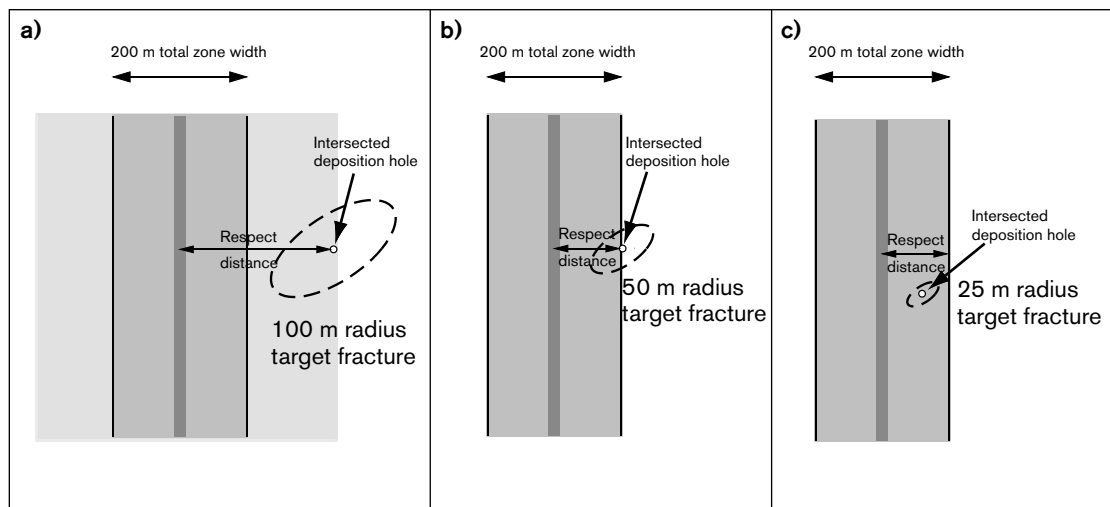 a)
200 m total zone width
Intersected
deposition hole
Respect
distance
100 m radius
target fracture
b)
200 m total zone width
Intersected
deposition hole
Respect
distance
50 m radius
target fracture
c)
200 m total zone width
Intersected
deposition hole
Respect
distance
25 m radius
target fracture